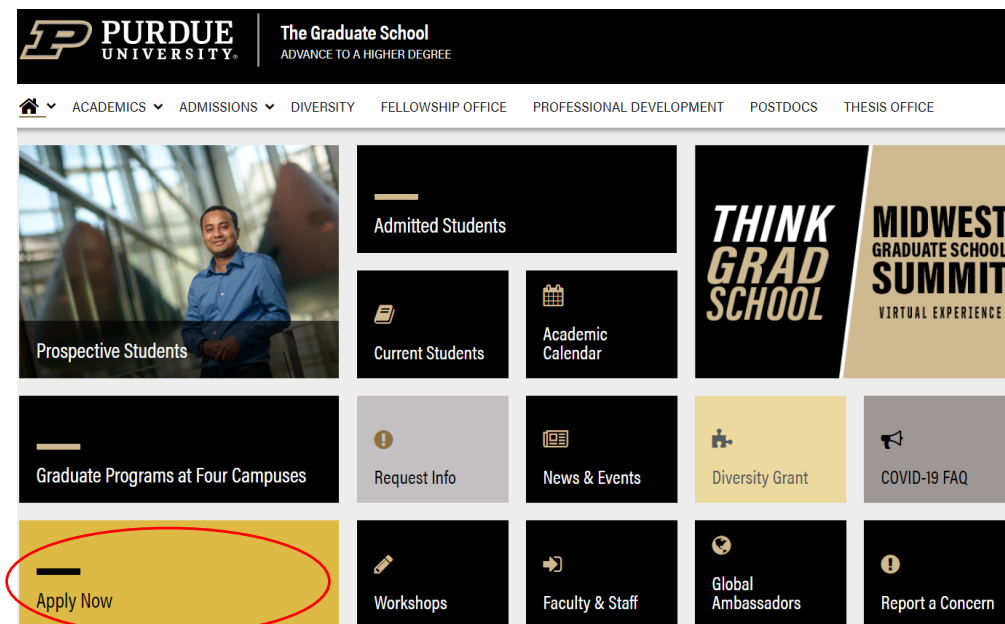 PURDUE
UNIVERSITY®
The Graduate School
ADVANCE TO A HIGHER DEGREE
ACADEMICS ADMISSIONS DIVERSITY FELLOWSHIP OFFICE PROFESSIONAL DEVELOPMENT POSTDOCS THESIS OFFICE
Prospective Students
Admitted Students
Current Students
Academic
Calendar
THINK
GRAD
SCHOOL
MIDWEST
GRADUATE SCHOOL
SUMMIT
VIRTUAL EXPERIENCE
Graduate Programs at Four Campuses
Request Info
News & Events
Diversity Grant
COVID-19 FAQ
Apply Now
Workshops
Faculty & Staff
Global
Ambassadors
Report a Concern